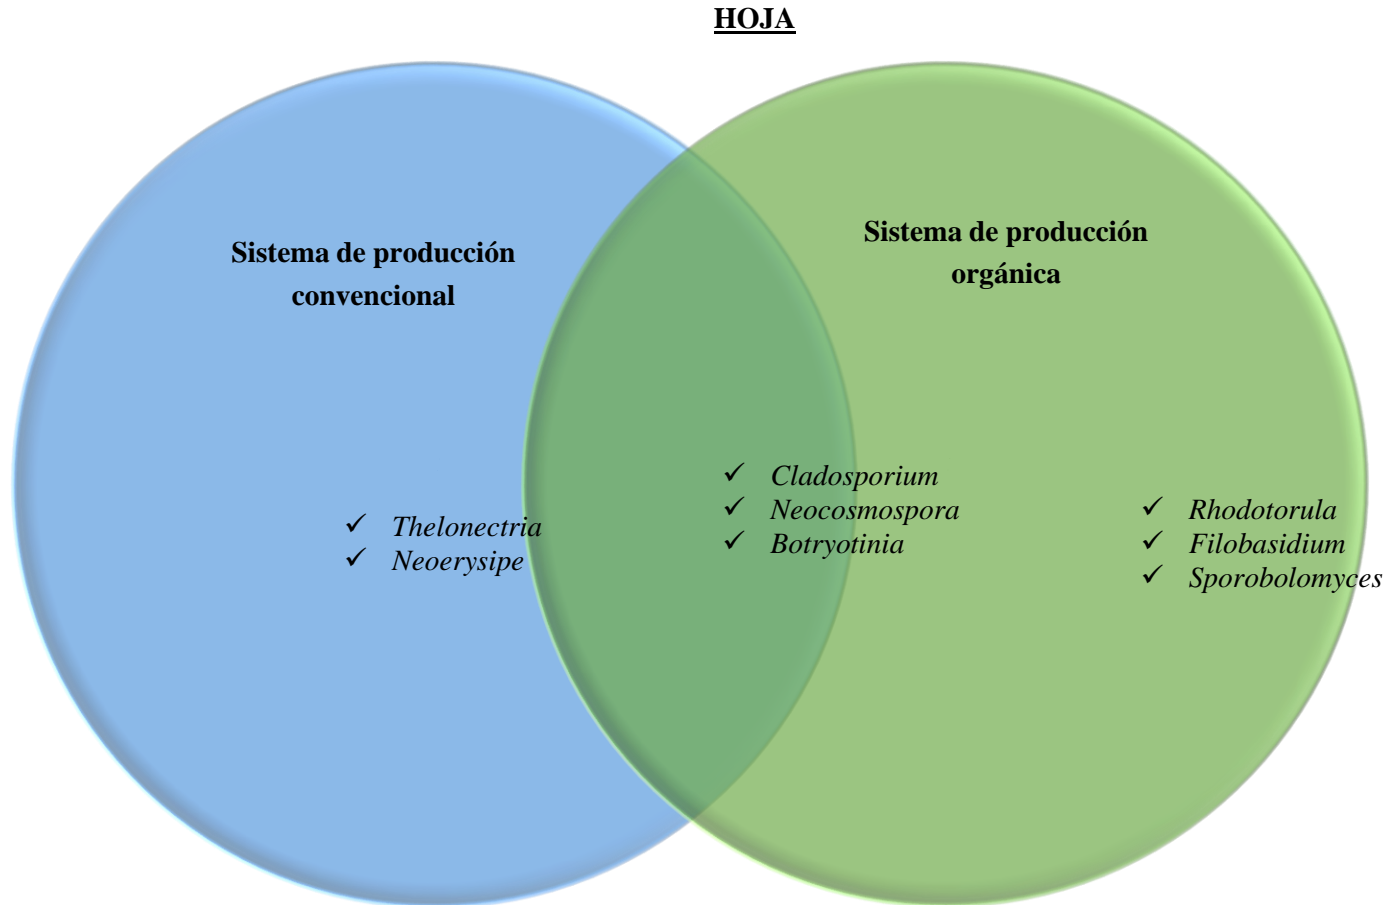 HOJA
Sistema de producción
convencional
Sistema de producción
orgánica
✓ Thelonectria
✓ Neoerysipe
✓ Cladosporium
✓ Neocosmospora
✓ Botryotinia
✓ Rhodotorula
✓ Filobasidium
✓ Sporobolomyces